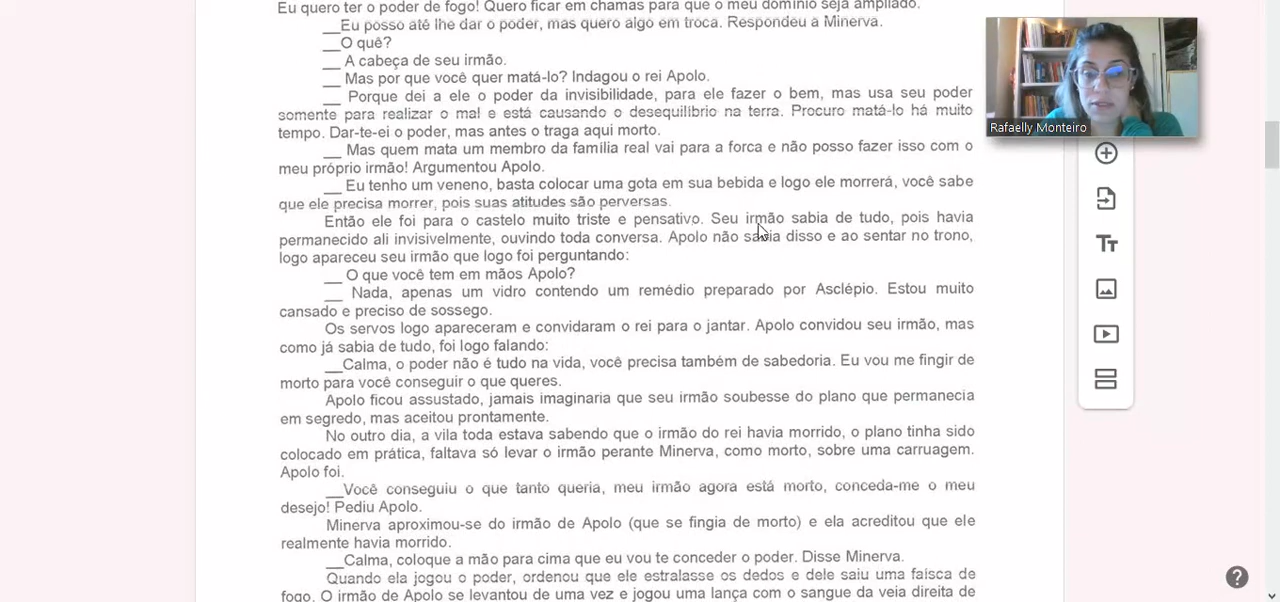 Eu quero ter o poder de fogo! Quero ficar em chamas para que o meu domínio seja ampliado.
__Eu posso até lhe dar o poder, mas quero algo em troca. Respondeu a Minerva.
__O quê?
__ A cabeça de seu irmão.
__ Mas por que você quer matá-lo? Indagou o rei Apolo.
__ Porque dei a ele o poder da invisibilidade, para ele fazer o bem, mas usa seu poder
somente para realizar o mal e está causando o desequilíbrio na terra. Procuro matá-lo há muito
tempo. Dar-te-ei o poder, mas antes o traga aqui morto.
__ Mas quem mata um membro da família real vai para a forca e não posso fazer isso com o
meu próprio irmão! Argumentou Apolo.
__ Eu tenho um veneno, basta colocar uma gota em sua bebida e logo ele morrerá, você sabe
que ele precisa morrer, pois suas atitudes são perversas.
Então ele foi para o castelo muito triste e pensativo. Seu irmão sabia de tudo, pois havia
permanecido ali invisivelmente, ouvindo toda conversa. Apolo não sabia disso e ao sentar no trono,
logo apareceu seu irmão que logo foi perguntando:
__ O que você tem em mãos Apolo?
__ Nada, apenas um vidro contendo um remédio preparado por Asclépio. Estou muito
cansado e preciso de sossego.
Os servos logo apareceram e convidaram o rei para o jantar. Apolo convidou seu irmão, mas
como já sabia de tudo, foi logo falando:
__Calma, o poder não é tudo na vida, você precisa também de sabedoria. Eu vou me fingir de
morto para você conseguir o que queres.
Apolo ficou assustado, jamais imaginaria que seu irmão soubesse do plano que permanecia
em segredo, mas aceitou prontamente.
No outro dia, a vila toda estava sabendo que o irmão do rei havia morrido, o plano tinha sido
colocado em prática, faltava só levar o irmão perante Minerva, como morto, sobre uma carruagem.
Apolo foi.
__Você conseguiu o que tanto queria, meu irmão agora está morto, conceda-me o meu
desejo! Pediu Apolo.
Minerva aproximou-se do irmão de Apolo (que se fingia de morto) e ela acreditou que ele
realmente havia morrido.
__Calma, coloque a mão para cima que eu vou te conceder o poder. Disse Minerva.
Quando ela jogou o poder, ordenou que ele estralasse os dedos e dele saiu uma faísca de
fogo. O irmão de Apolo se levantou de uma vez e jogou uma lança com o sangue da veia direita de
Rafaelly Monteiro
Tт
?